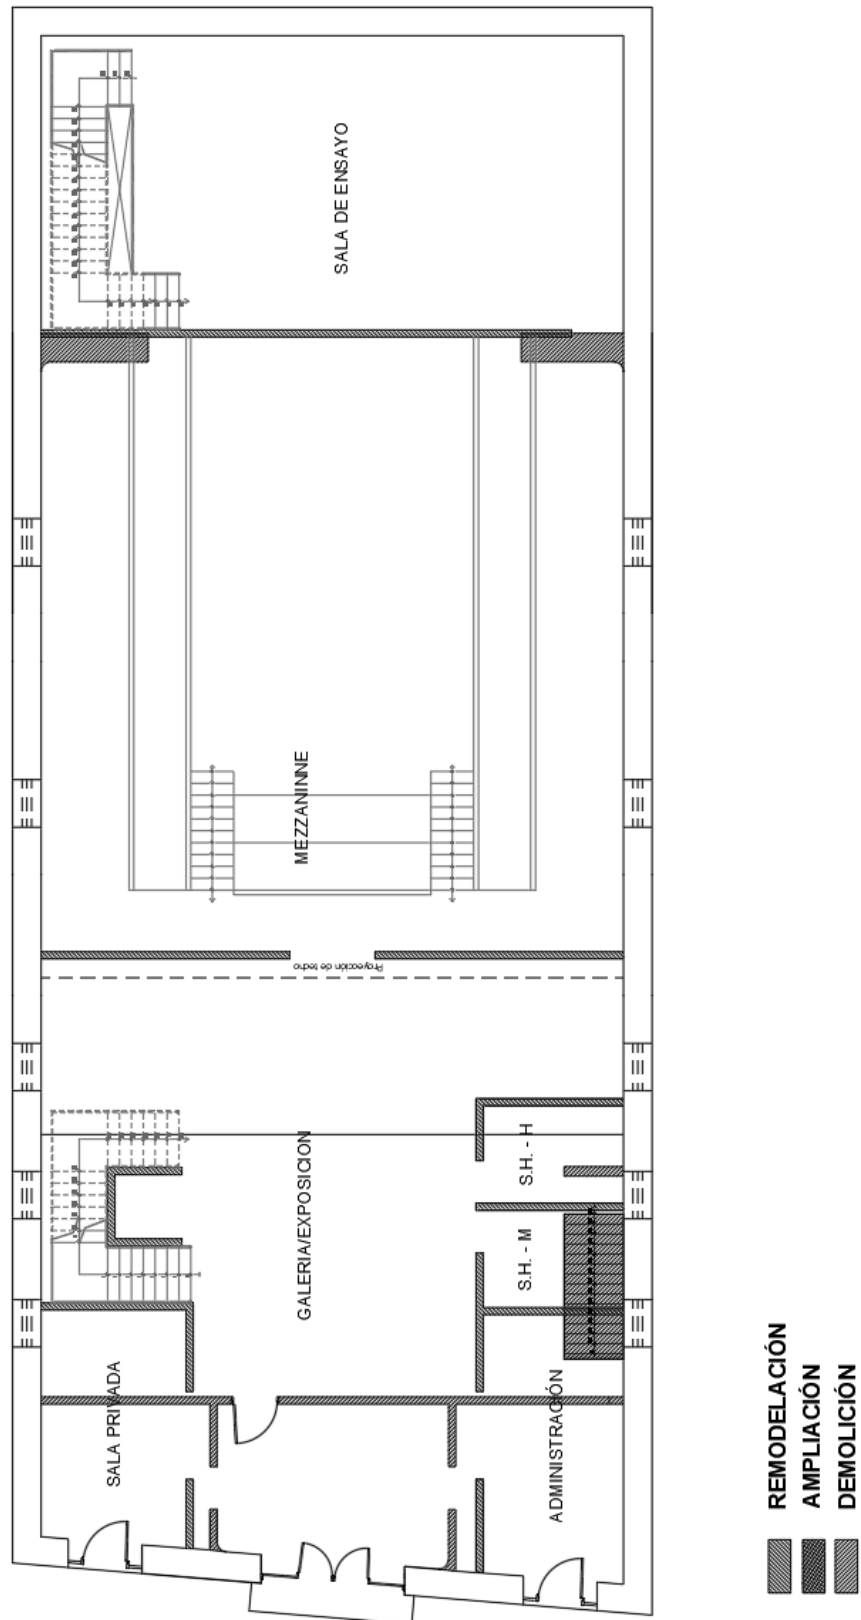 SALA DE ENSAYO
MEZZANINNE
Proyección de techo
GALERIA/EXPOSICION
S.H. - H
S.H. - M
SALA PRIVADA
ADMINISTRACIÓN
REMODELACIÓN
AMPLIACIÓN
DEMOLICIÓN